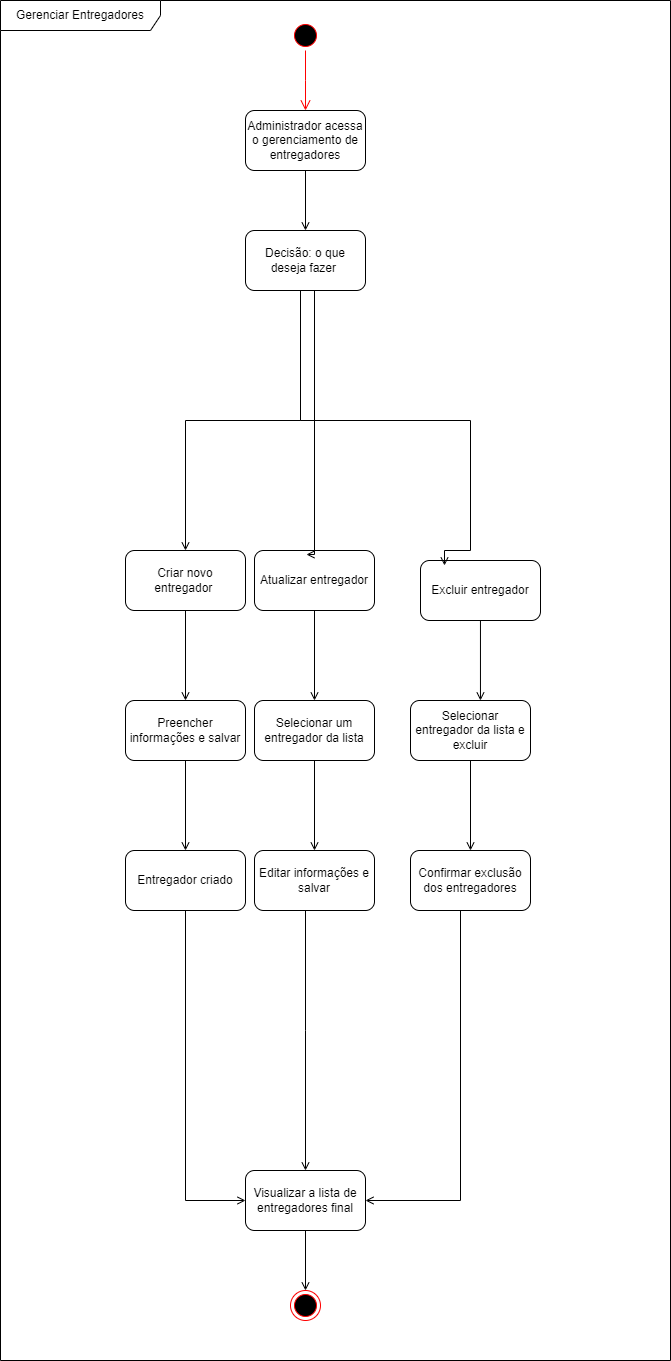 Gerenciar Entregadores
Administrador acessa
o gerenciamento de
entregadores
Decisão: o que
deseja fazer
Criar novo
entregador
Atualizar entregador
Excluir entregador
Preencher
informações e salvar
Selecionar um
entregador da lista
Selecionar
entregador da lista e
excluir
Entregador criado
Editar informações e
salvar
Confirmar exclusão
dos entregadores
Visualizar a lista de
entregadores final